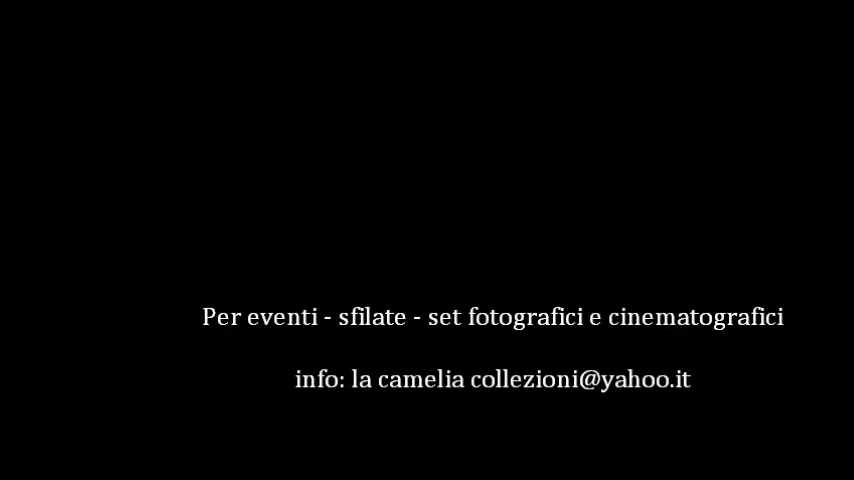 Per eventi - sfilate - set fotografici e cinematografici
info: la camelia collezioni@yahoo.it